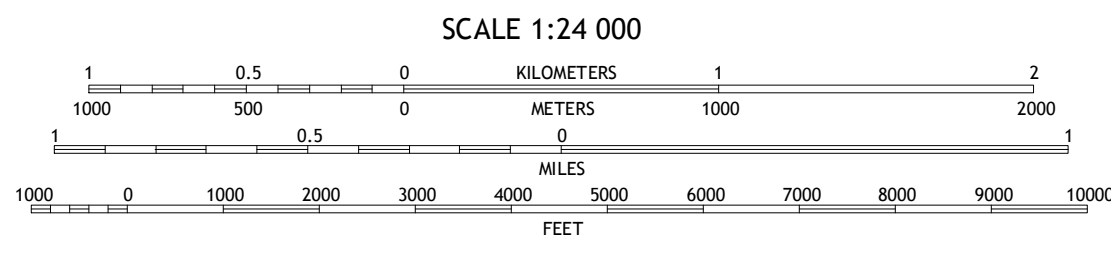 SCALE 1:24 000
1 0.5 0 KILOMETERS 1 2
1000 500 0 METERS 1000 2000
1 0.5 0 1
MILES
1000 0 1000 2000 3000 4000 5000 6000 7000 8000 9000 10000
FEET